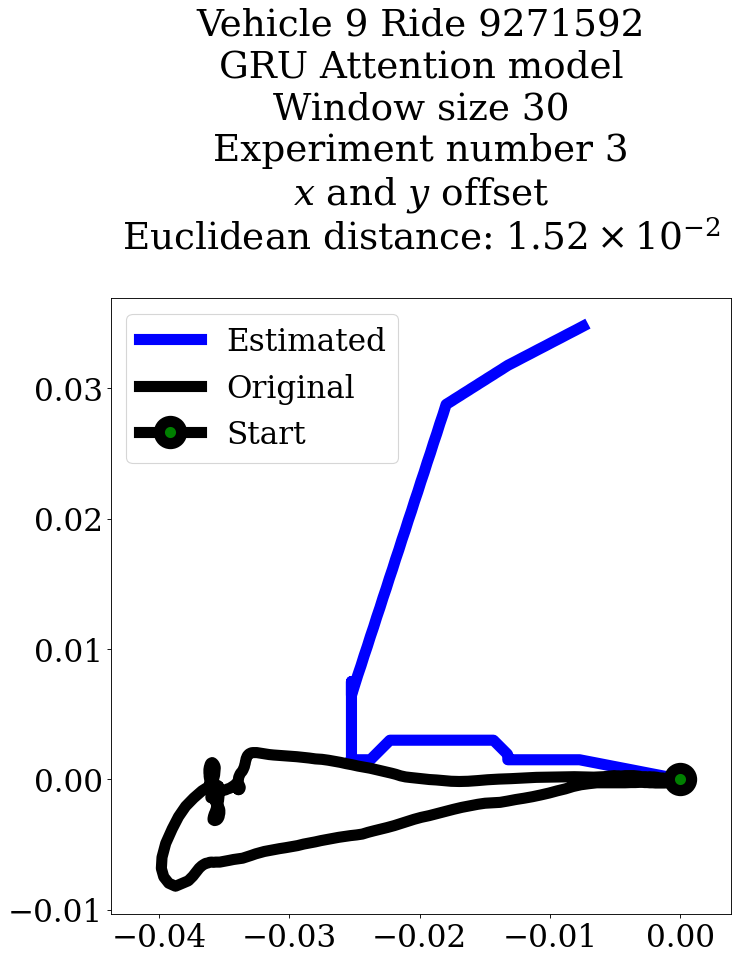 Vehicle 9 Ride 9271592
GRU Attention model
Window size 30
Experiment number 3
x and y offset
Euclidean distance: 1.52 × 10⁻²
Estimated
Original
Start
0.03
0.02
0.01
0.00
−0.01
−0.04 −0.03 −0.02 −0.01 0.00